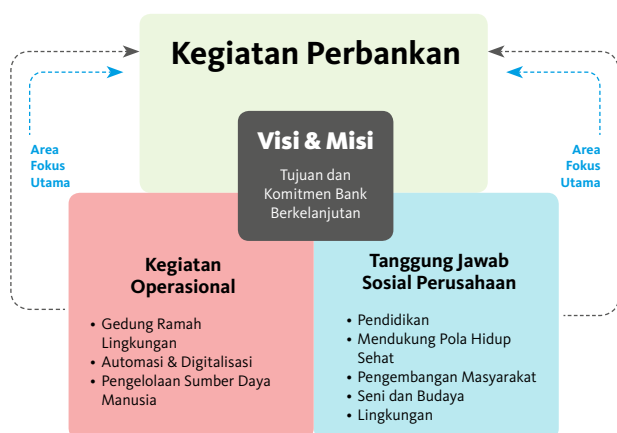 Kegiatan Perbankan
Area
Fokus
Utama
Visi & Misi
Tujuan dan
Komitmen Bank
Berkelanjutan
Area
Fokus
Utama
Kegiatan
Operasional
• Gedung Ramah
Lingkungan
• Automasi & Digitalisasi
• Pengelolaan Sumber Daya
Manusia
Tanggung Jawab
Sosial Perusahaan
• Pendidikan
• Mendukung Pola Hidup
Sehat
• Pengembangan Masyarakat
• Seni dan Budaya
• Lingkungan